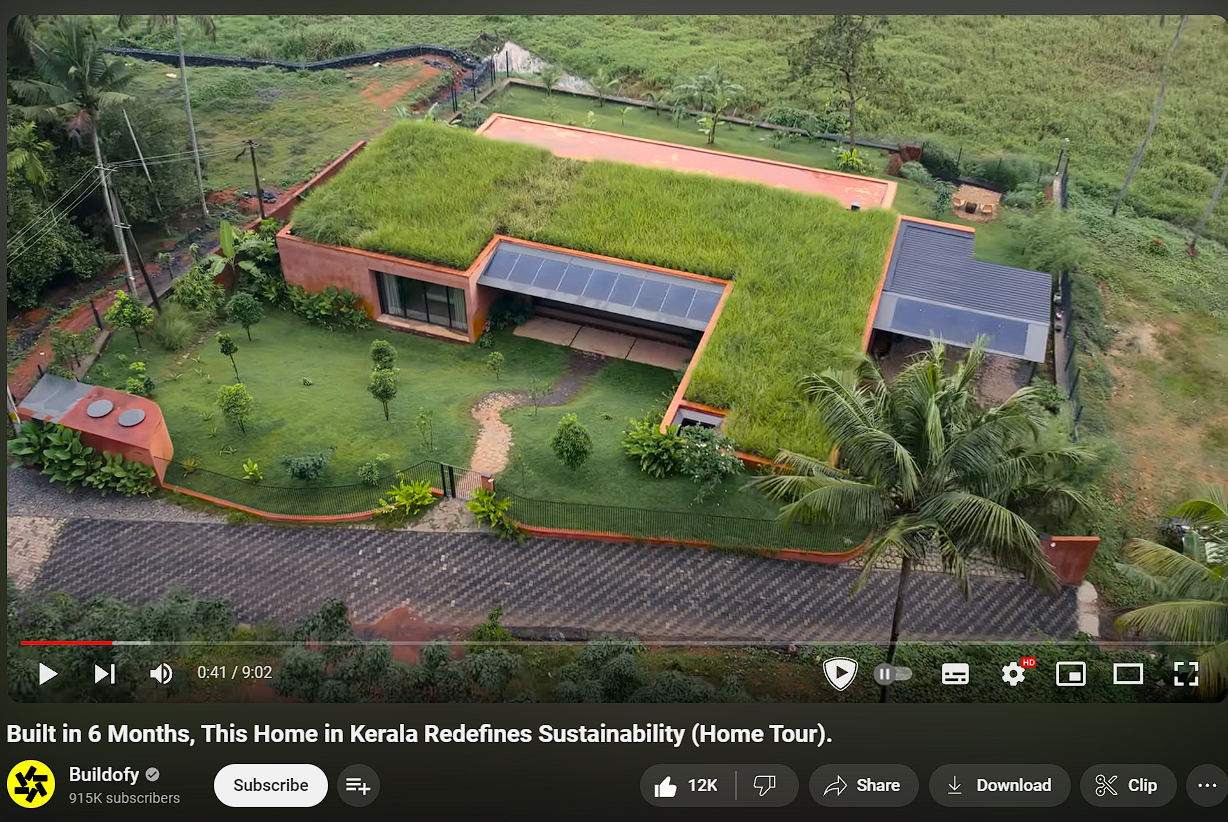 HD
0:41 / 9:02
Built in 6 Months, This Home in Kerala Redefines Sustainability (Home Tour).
Buildofy
915K subscribers
Subscribe
12K
Share
Download
Clip